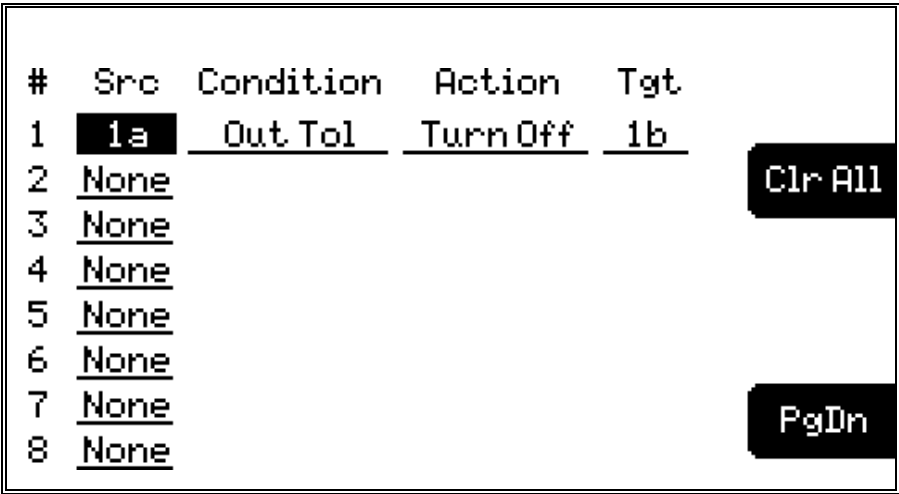 # Src Condition Action Tgt
1 1a Out Tol Turn Off 1b
2 None
Clr All
3 None
4 None
5 None
6 None
7 None
PgDn
8 None